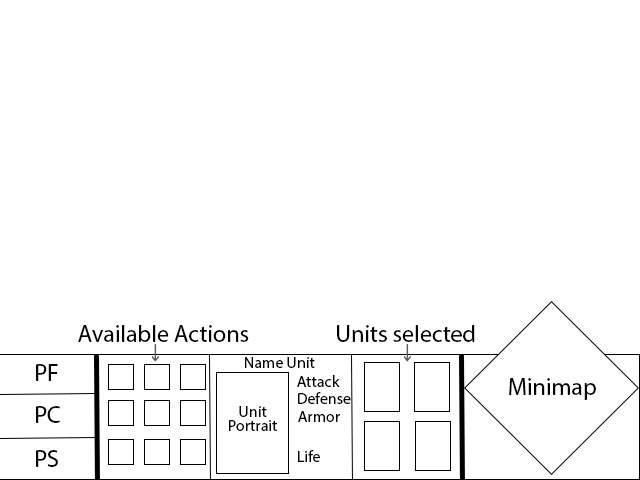 Available Actions
Units selected
PF
PC
PS
Name Unit
Unit
Portrait
Attack
Defense
Armor
Life
Minimap